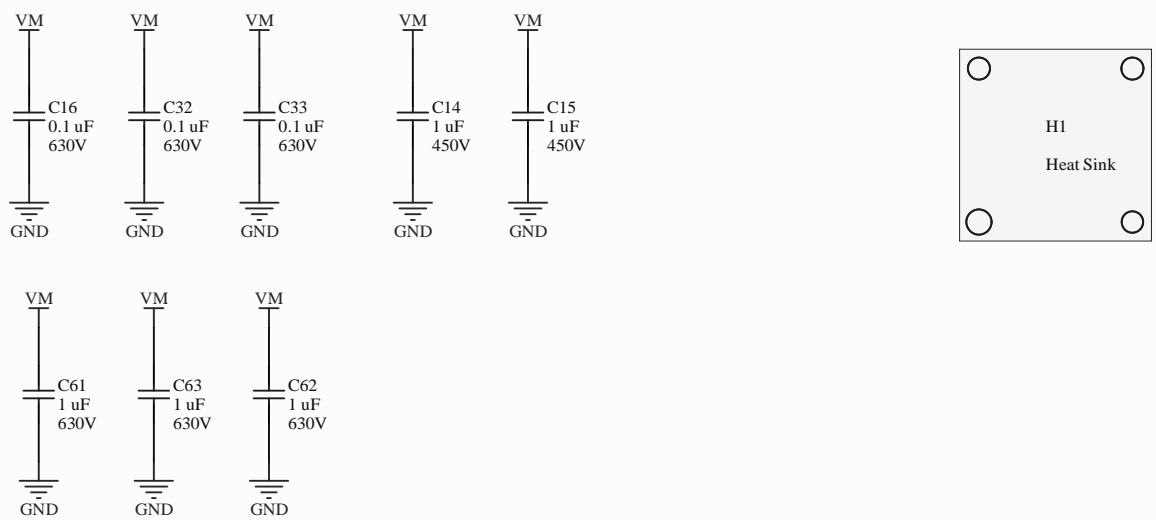 VM
VM
VM
VM
VM
C16
0.1 uF
630V
C32
0.1 uF
630V
C33
0.1 uF
630V
C14
1 uF
450V
C15
1 uF
450V
H1
Heat Sink
GND
GND
GND
GND
GND
VM
VM
VM
C61
1 uF
630V
C63
1 uF
630V
C62
1 uF
630V
GND
GND
GND